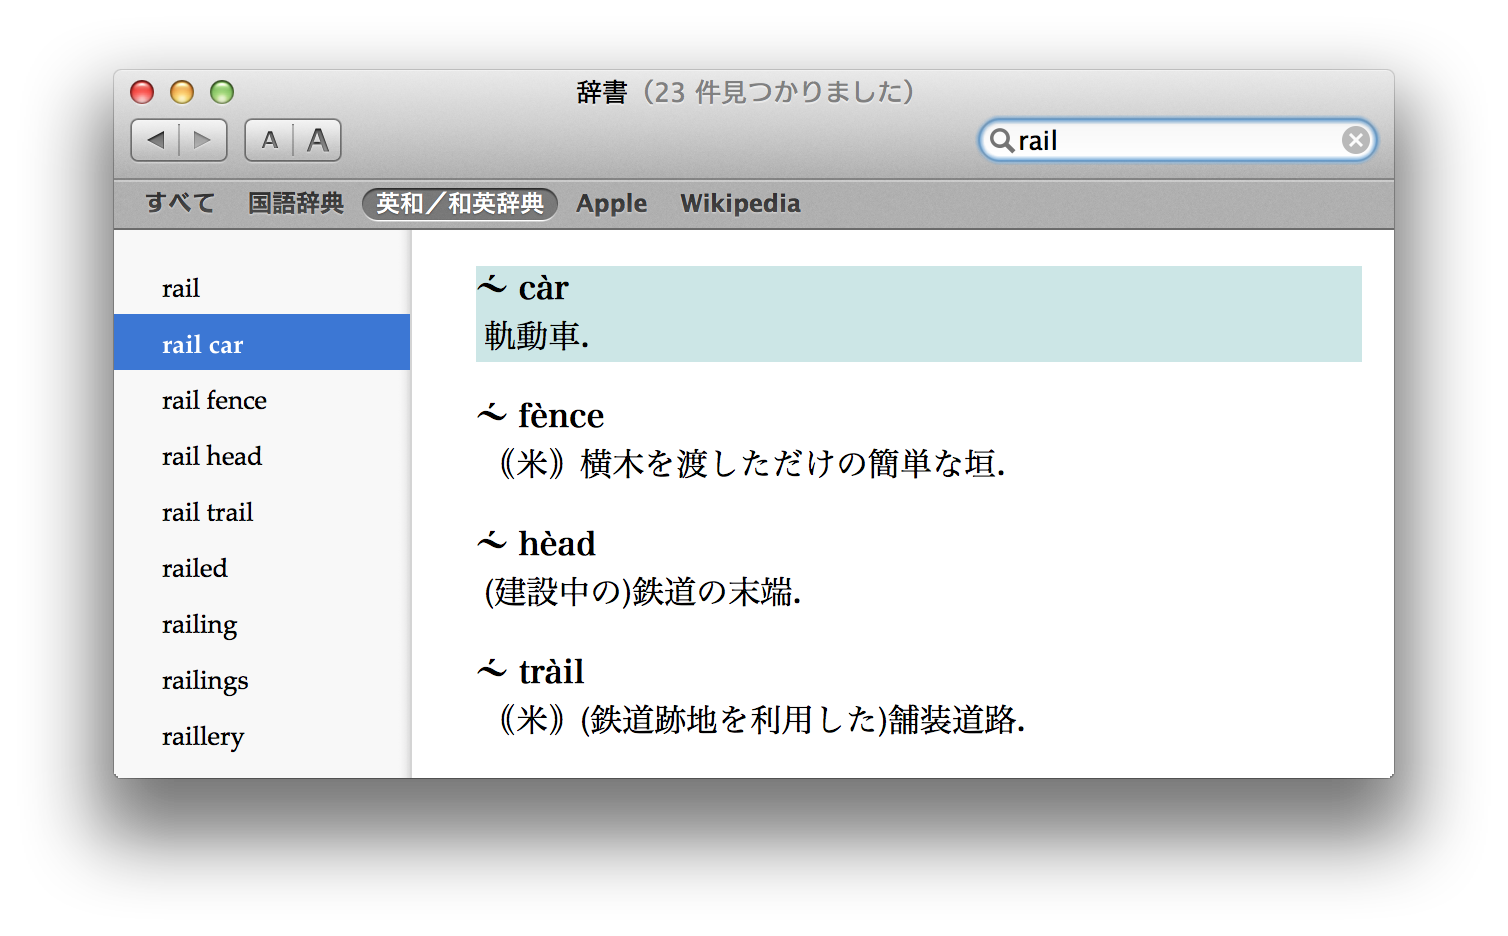 辞書（23 件見つかりました）
A A
rail
すべて 国語辞典 英和／和英辞典 Apple Wikipedia
rail
rail car
rail fence
rail head
rail trail
railed
railing
railings
raillery
~́ càr
軌動車.
~́ fènce
《米》横木を渡しただけの簡単な垣.
~́ hèad
(建設中の)鉄道の末端.
~́ tràil
《米》(鉄道跡地を利用した)舗装道路.